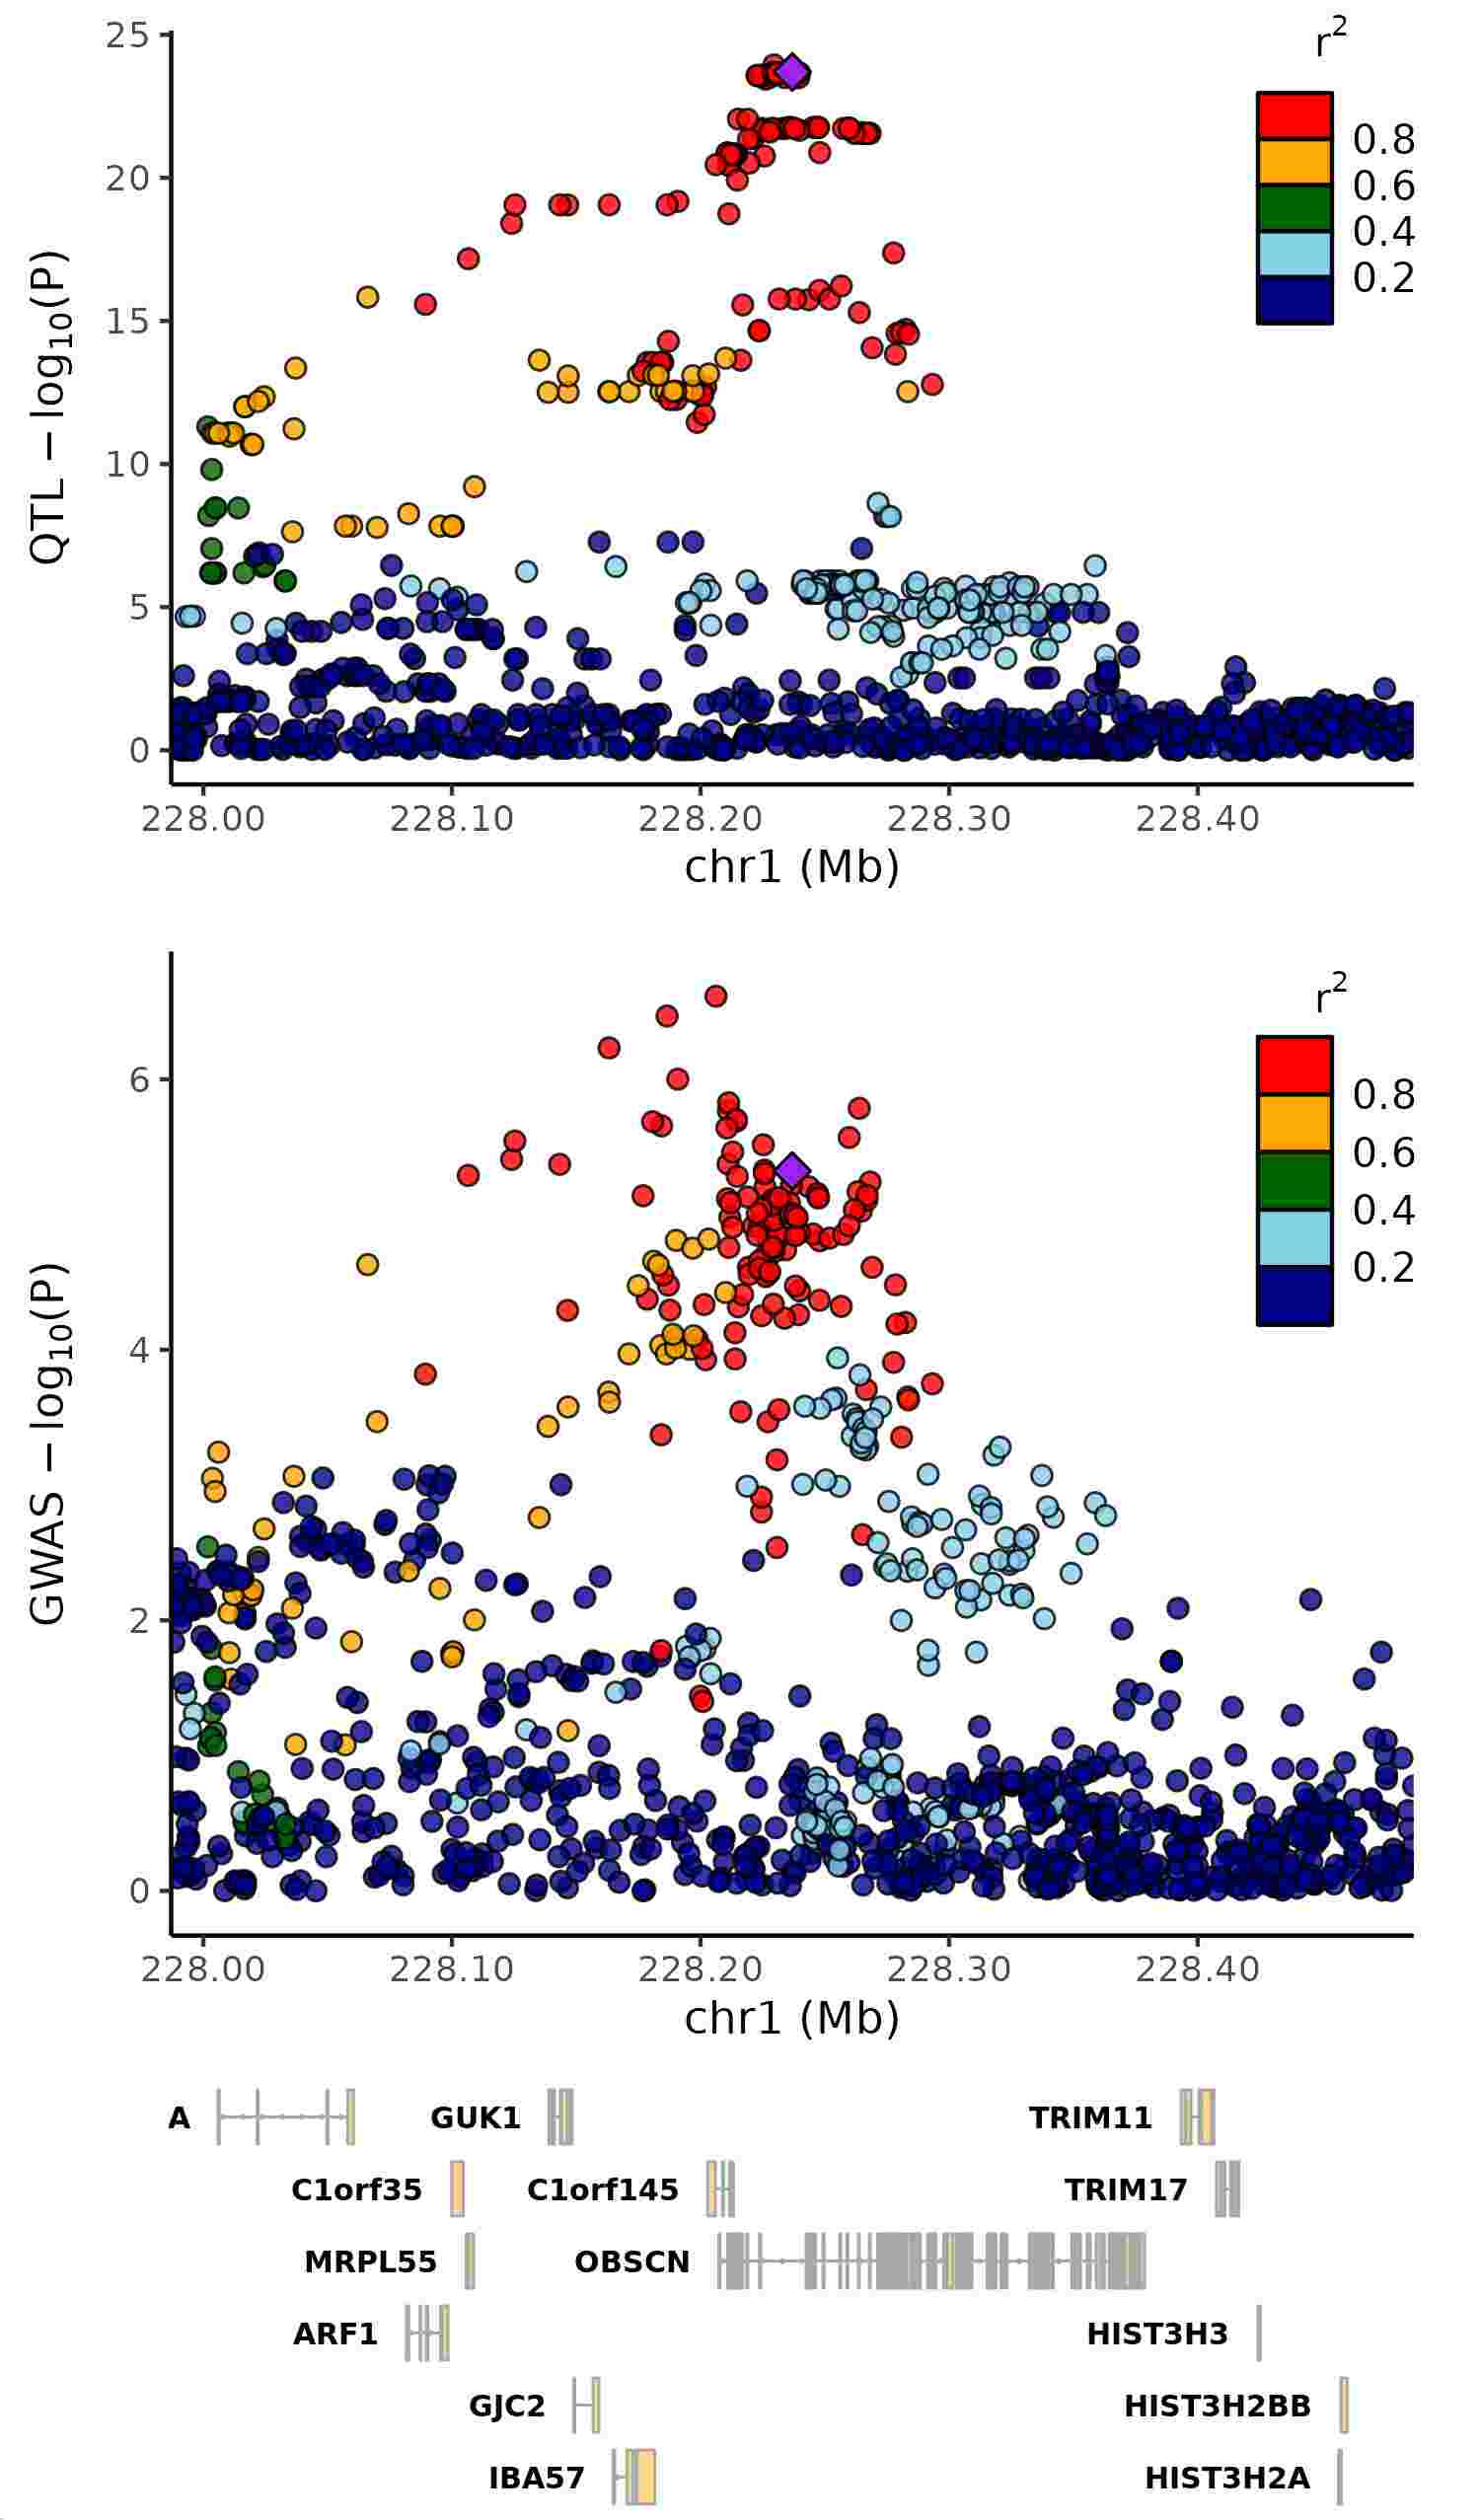 r2
25
20
15
10
5
0
QTL −log10(P)
0.8
0.6
0.4
0.2
228.00 228.10 228.20 228.30 228.40
chr1 (Mb)
r2
6
4
2
0
GWAS −log10(P)
0.8
0.6
0.4
0.2
228.00 228.10 228.20 228.30 228.40
chr1 (Mb)
A GUK1 TRIM11
C1orf35 C1orf145 TRIM17
MRPL55 OBSCN
ARF1 HIST3H3
GJC2 HIST3H2BB
IBA57 HIST3H2A